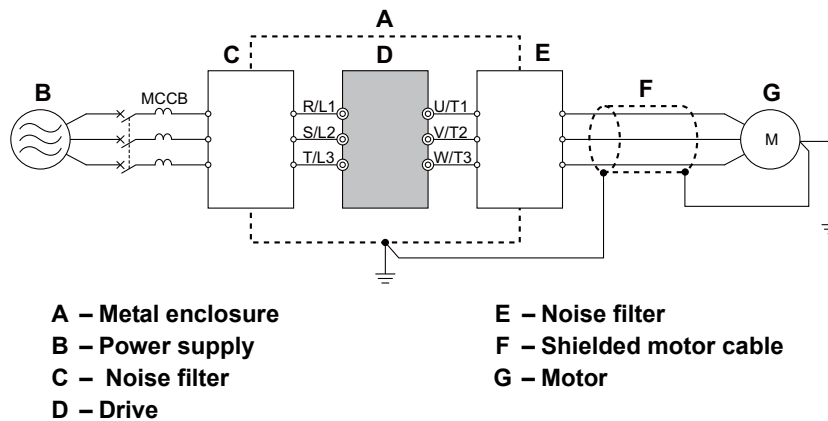 A
C
D
E
B
MCCB
F
G
R/L1
U/T1
S/L2
V/T2
M
T/L3
W/T3
A – Metal enclosure
B – Power supply
C – Noise filter
D – Drive
E – Noise filter
F – Shielded motor cable
G – Motor